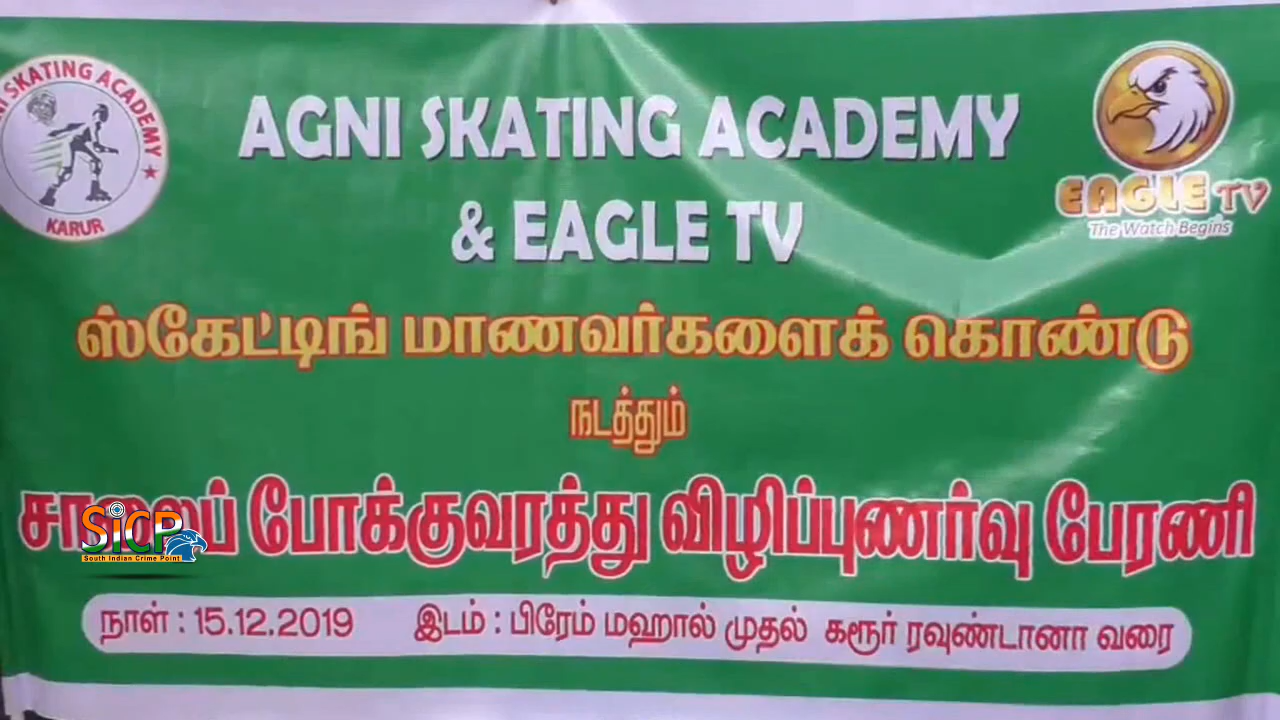 NI SKATING ACADEMY
KARUR
AGNI SKATING ACADEMY
& EAGLE TV
EAGLE TV
The Watch Begins
ஸ்கேட்டிங் மாணவர்களைக் கொண்டு
நடத்தும்
சாலைப் போக்குவரத்து விழிப்புணர்வு பேரணி
SiCP
South Indian Crime Point
நாள் : 15.12.2019 இடம் : பிரேம் மஹால் முதல் கரூர் ரவுண்டானா வரை